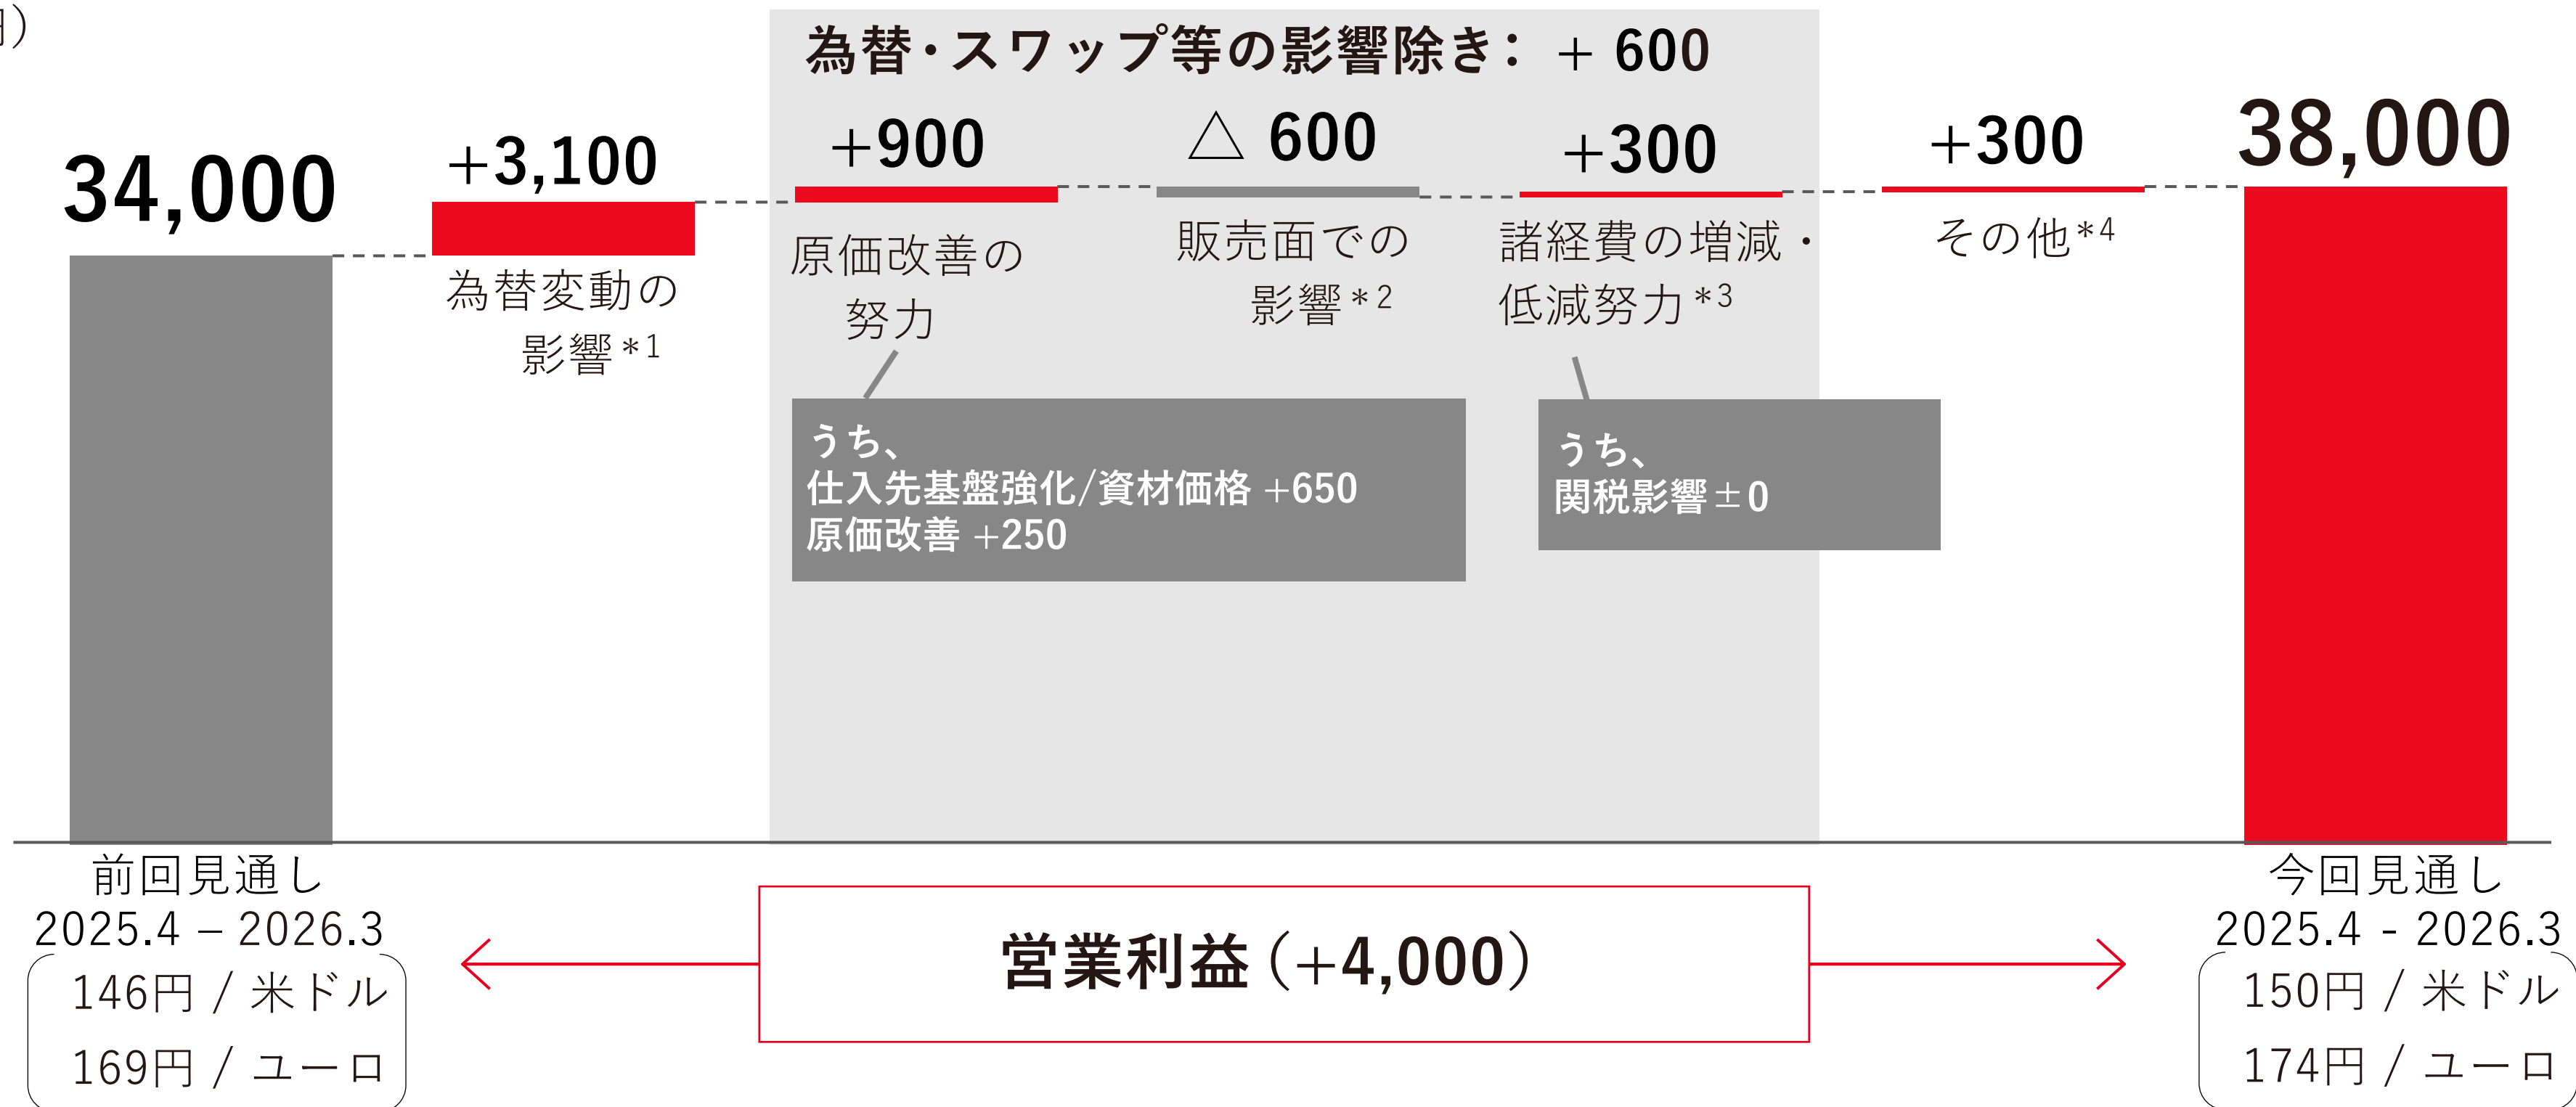 円）
為替・スワップ等の影響除き： + 600
34,000
+3,100
+900
△ 600
+300
+300
38,000
為替変動の
影響*1
原価改善の
努力
販売面での
影響*2
諸経費の増減・
低減努力*3
その他*4
うち、
仕入先基盤強化/資材価格 +650
原価改善 +250
うち、
関税影響±0
前回見通し
2025.4 – 2026.3
146円 / 米ドル
169円 / ユーロ
営業利益（+4,000）
今回見通し
2025.4 - 2026.3
150円 / 米ドル
174円 / ユーロ